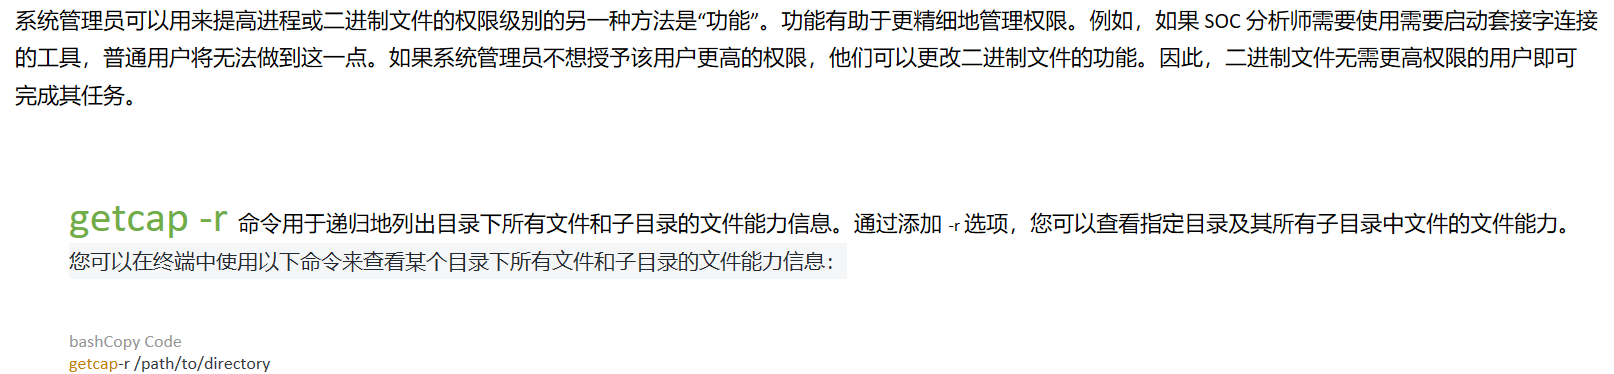 系统管理员可以用来提高进程或二进制文件的权限级别的另一种方法是“功能”。功能有助于更精细地管理权限。例如，如果 SOC 分析师需要使用需要启动套接字连接
的工具，普通用户将无法做到这一点。如果系统管理员不想授予该用户更高的权限，他们可以更改二进制文件的功能。因此，二进制文件无需更高权限的用户即可
完成其任务。
getcap -r 命令用于递归地列出目录下所有文件和子目录的文件能力信息。通过添加 -r 选项，您可以查看指定目录及其所有子目录中文件的文件能力。
您可以在终端中使用以下命令来查看某个目录下所有文件和子目录的文件能力信息：
bashCopy Code
getcap-r /path/to/directory